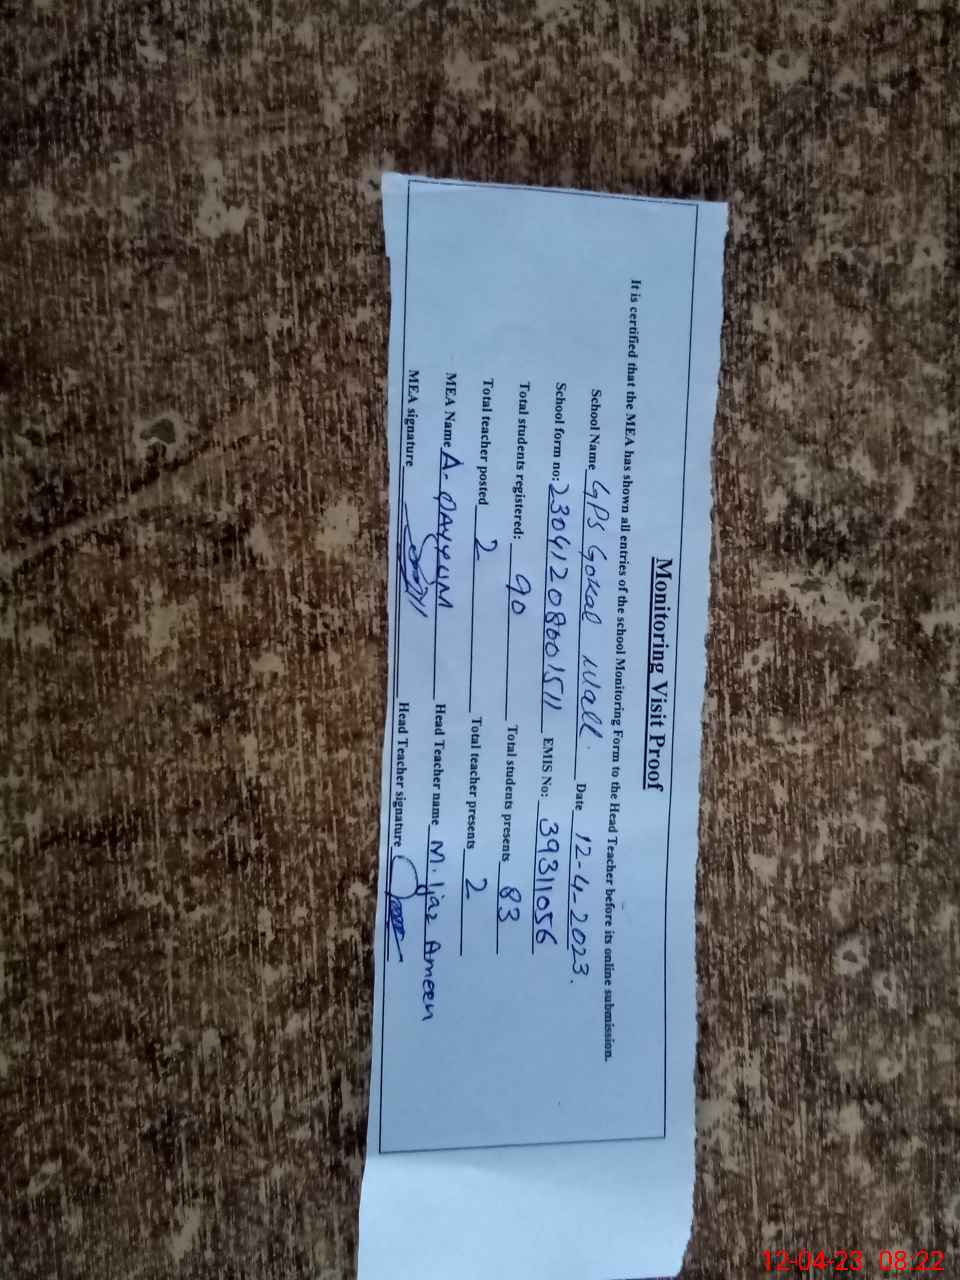 Monitoring Visit Proof
It is certified that the MEA has shown all entries of the school Monitoring Form to the Head Teacher before its online submission.
School Name GPS Gokal Wall. Date 12-4-2023.
School form no: 230412086001511 EMIS No: 39311056
Total students registered: 90 Total students presents 83
Total teacher posted 2 Total teacher presents 2
MEA Name A. QAYYUM Head Teacher name M. Ijaz Ameen
MEA signature Head Teacher signature
12-04-23 08:22